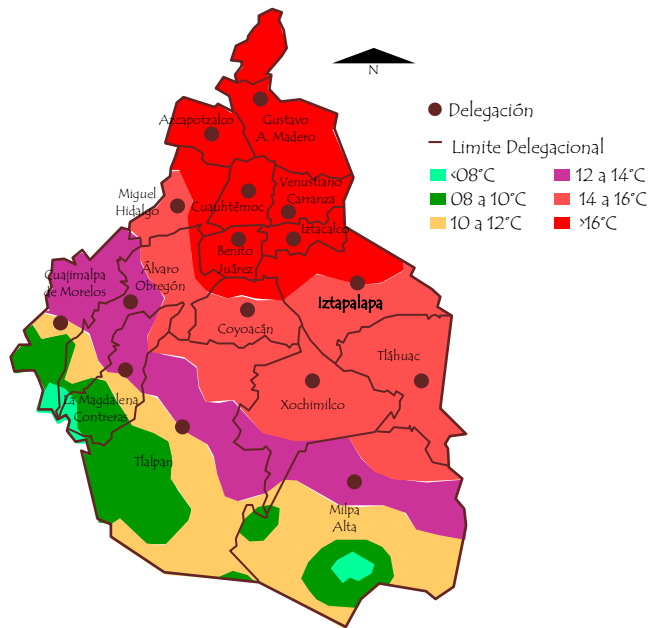 N
Azcapotzalco
Gustavo
A. Madero
Delegación
Limite Delegacional
<08°C
12 a 14°C
08 a 10°C
14 a 16°C
10 a 12°C
>16°C
Miguel
Hidalgo
Cuauhtémoc
Venustiano
Carranza
Iztacalco
Benito
Juárez
Cuajimalpa
de Morelos
Álvaro
Obregón
Iztapalapa
Coyoacán
Tláhuac
La Magdalena
Contreras
Xochimilco
Tlalpan
Milpa
Alta